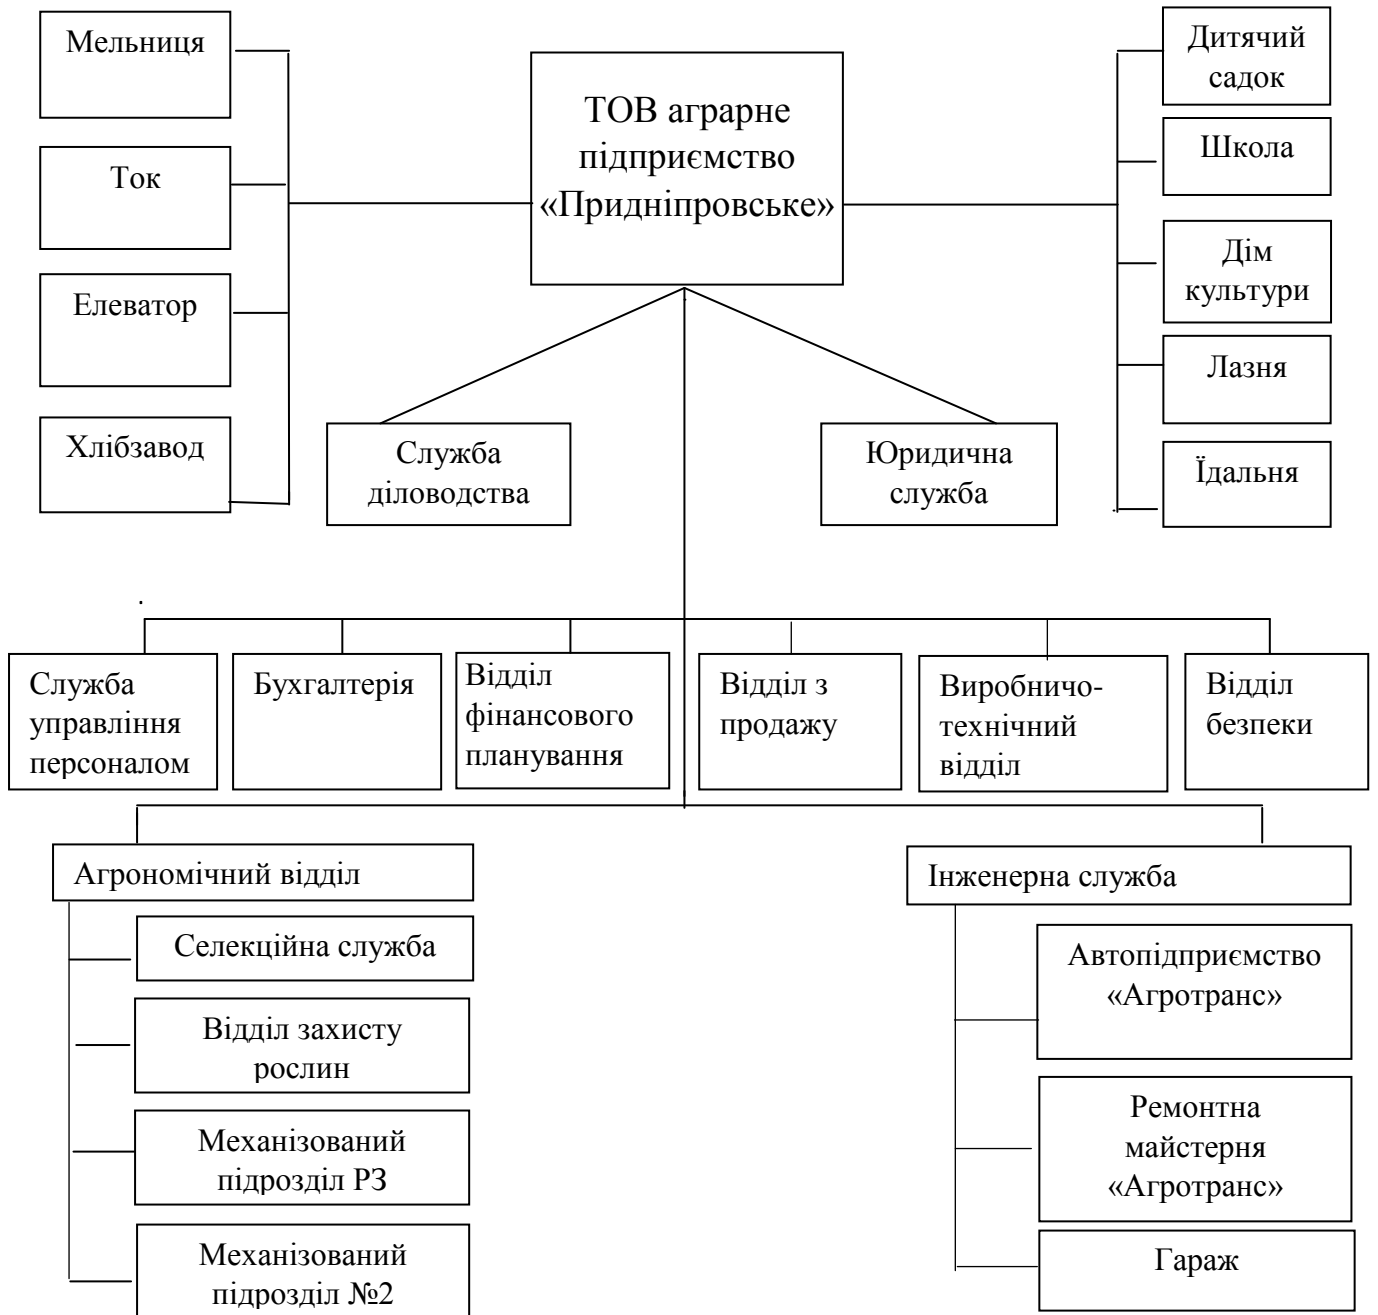 Мельниця
Ток
Елеватор
Хлібзавод
ТОВ аграрне
підприємство
«Придніпровське»
Дитячий
садок
Школа
Дім
культури
Лазня
Їдальня
Служба
діловодства
Юридична
служба
Служба
управління
персоналом
Бухгалтерія
Відділ
фінансового
планування
Відділ з
продажу
Виробничо-
технічний
відділ
Відділ
безпеки
Агрономічний відділ
Селекційна служба
Відділ захисту
рослин
Механізований
підрозділ РЗ
Механізований
підрозділ №2
Інженерна служба
Автопідприємство
«Агротранс»
Ремонтна
майстерня
«Агротранс»
Гараж